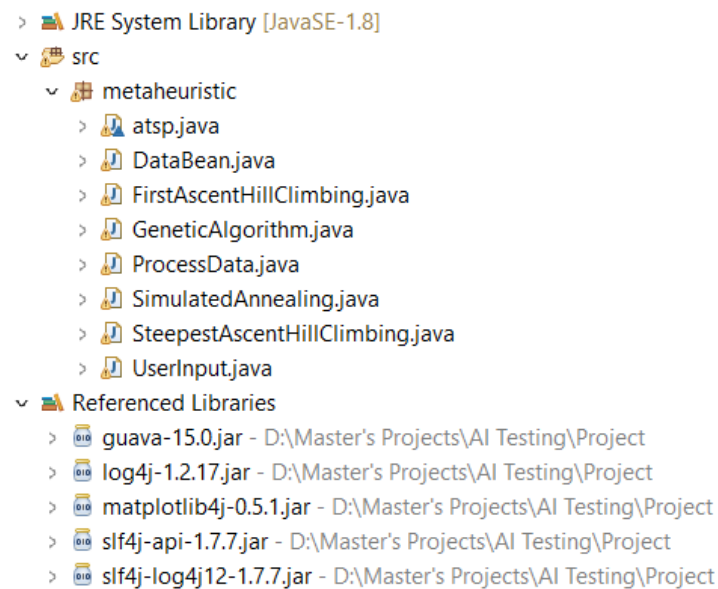 JRE System Library [JavaSE-1.8]
src
metaheuristic
atsp.java
DataBean.java
FirstAscentHillClimbing.java
GeneticAlgorithm.java
ProcessData.java
SimulatedAnnealing.java
SteepestAscentHillClimbing.java
UserInput.java
Referenced Libraries
guava-15.0.jar - D:\Master's Projects\AI Testing\Project
log4j-1.2.17.jar - D:\Master's Projects\AI Testing\Project
matplotlib4j-0.5.1.jar - D:\Master's Projects\AI Testing\Project
slf4j-api-1.7.7.jar - D:\Master's Projects\AI Testing\Project
slf4j-log4j12-1.7.7.jar - D:\Master's Projects\AI Testing\Project